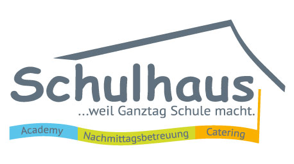 Schulhaus
...weil Ganztag Schule macht.
Academy Nachmittagsbetreuung Catering